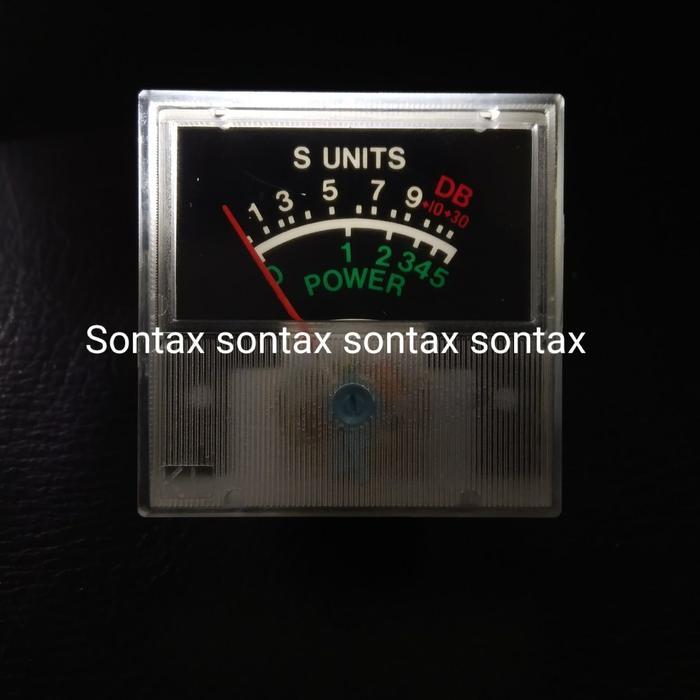 S UNITS
1 3 5 7 9 DB
+10+30
0 1 2 3 4 5
POWER
Sontax sontax sontax sontax